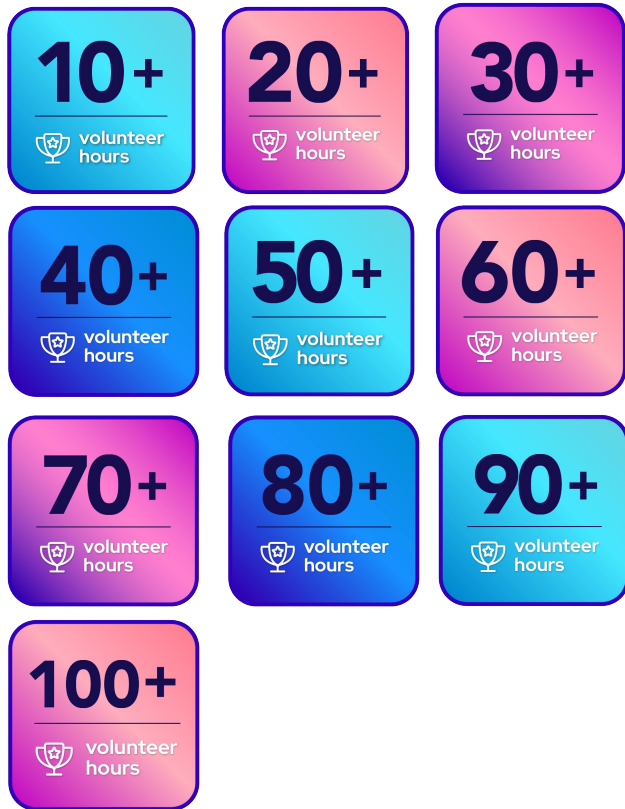 10+
volunteer
hours
20+
volunteer
hours
30+
volunteer
hours
40+
volunteer
hours
50+
volunteer
hours
60+
volunteer
hours
70+
volunteer
hours
80+
volunteer
hours
90+
volunteer
hours
100+
volunteer
hours